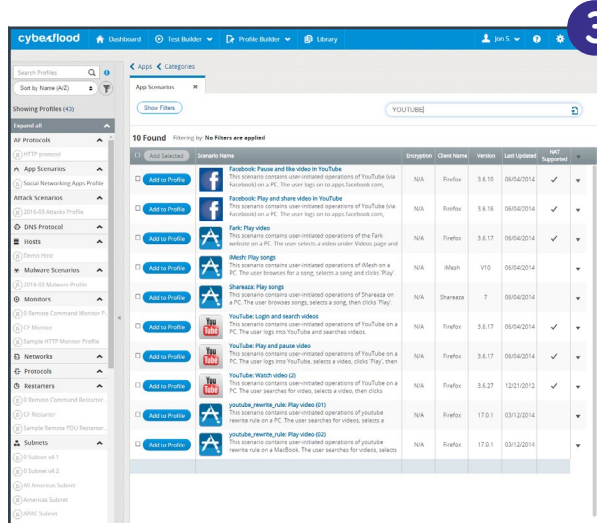 cyberflood
Dashboard
Test Builder
Profile Builder
Library
Jon S.
3
Search Profiles
Sort by Name (A/Z)
Showing Profiles (43)
Expand all
AF Protocols
HTTP protocol
App Scenarios
Social Networking Apps Profile
Attack Scenarios
2016-03 Attacks Profile
DNS Protocol
Hosts
Demo Host
Malware Scenarios
2016-03 Malware Profile
Monitors
0 Remote Command Monitor P...
CF Monitor
Sample HTTP Monitor Profile
Networks
Protocols
Restarters
0 Remote Command Restarter
CF Restarter
Sample Remote PDU Restarter...
Subnets
0 Subnet v4 1
0 Subnet v4 2
All Americas Subnet
Americas Subnet
APAC Subnet
Apps Categories
App Scenarios
Show Filters
YOUTUBE
10 Found Filtering by: No Filters are applied
Add Selected Scenario Name Encryption Client Name Version Last Updated NAT Supported
Facebook: Pause and like video in YouTube
Add to Profile This scenario contains user-initiated operations of YouTube (via N/A Firefox 3.6.10 06/04/2014
Facebook) on a PC. The user logs on to apps.facebook.com,
Facebook: Play and share video in YouTube
Add to Profile This scenario contains user-initiated operations of YouTube (via N/A Firefox 3.6.16 06/04/2014
Facebook) on a PC. The user logs on to apps.facebook.com,
Fark: Play video
Add to Profile This scenario contains user-initiated operations of the Fark N/A Firefox 3.6.17 06/04/2014
website on a PC. The user selects a video under Videos page and
iMesh: Play songs
Add to Profile This scenario contains user-initiated operations of iMesh on a N/A iMesh V10 06/04/2014
PC. The user browses for a song, selects a song and clicks 'Play'
Shareaza: Play songs
Add to Profile This scenario contains user-initiated operations of Shareaza on N/A Shareaza 7 06/04/2014
a PC. The user browses songs, selects a song, then clicks 'Play'.
YouTube: Login and search videos
Add to Profile You Tube This scenario contains user-initiated operations of YouTube on a N/A Firefox 3.6.17 06/04/2014
PC. The user logs into YouTube and searches videos.
YouTube: Play and pause video
Add to Profile You Tube This scenario contains user-initiated operations of YouTube on a N/A Firefox 3.6.17 06/04/2014
PC. The user logs into YouTube, selects a video, clicks 'Play', then
YouTube: Watch video (2)
Add to Profile You Tube This scenario contains user-initiated operations of YouTube on a N/A Firefox 3.6.27 12/21/2012
PC. The user searches for video, selects a video, then clicks
youtube_rewrite_rule: Play video (01)
Add to Profile This scenario contains user-initiated operations of youtube N/A Firefox 17.0.1 03/12/2014
rewrite rule on a PC. The user searches for videos, selects a
youtube_rewrite_rule: Play video (02)
Add to Profile This scenario contains user-initiated operations of youtube N/A Firefox 17.0.1 03/12/2014
rewrite rule on a MacBook. The user searches for videos, selects